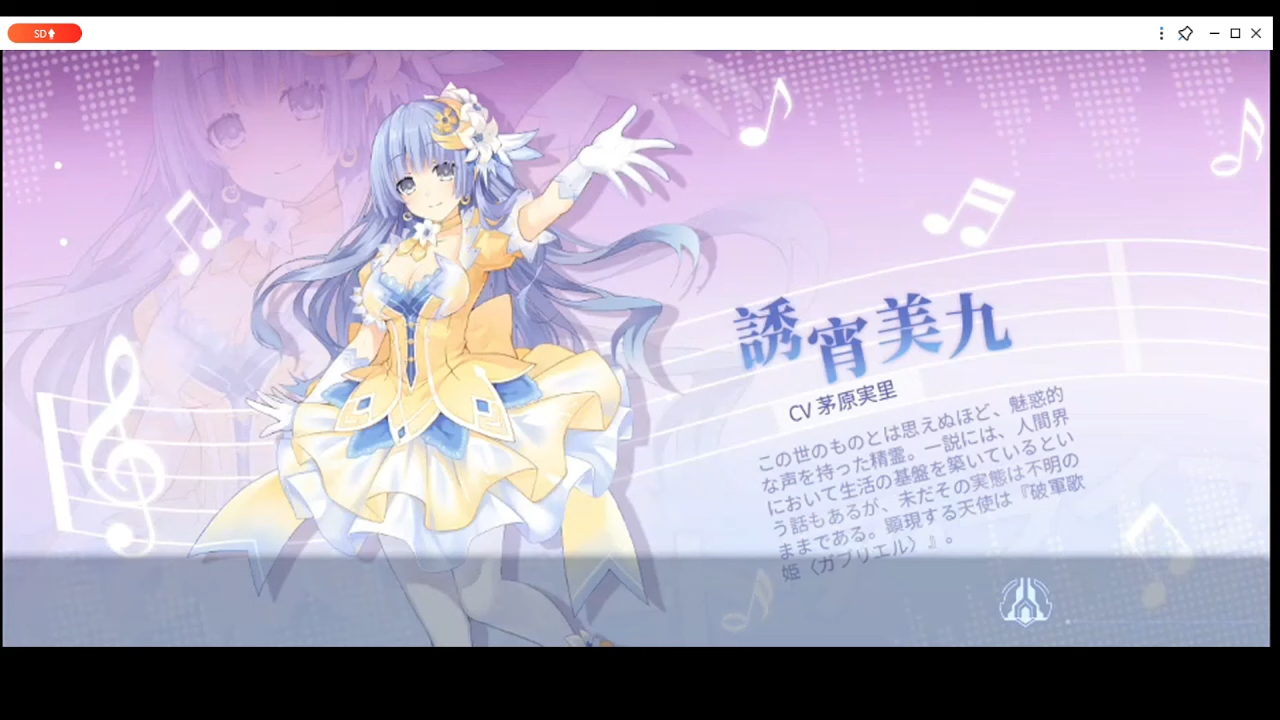 SD
誘宵美九
CV 茅原実里
この世のものとは思えぬほど、魅惑的
な声を持った精霊。一説には、人間界
において生活の基盤を築いているとい
う話もあるが、未だその実態は不明の
ままである。顕現する天使は『破軍歌
姫〈ガブリエル〉』。